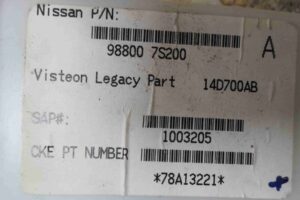 Nissan P/N:
98800 7S200
A
Visteon Legacy Part 14D700AB
SAP#:
1003205
CKE PT NUMBER
*78A13221*